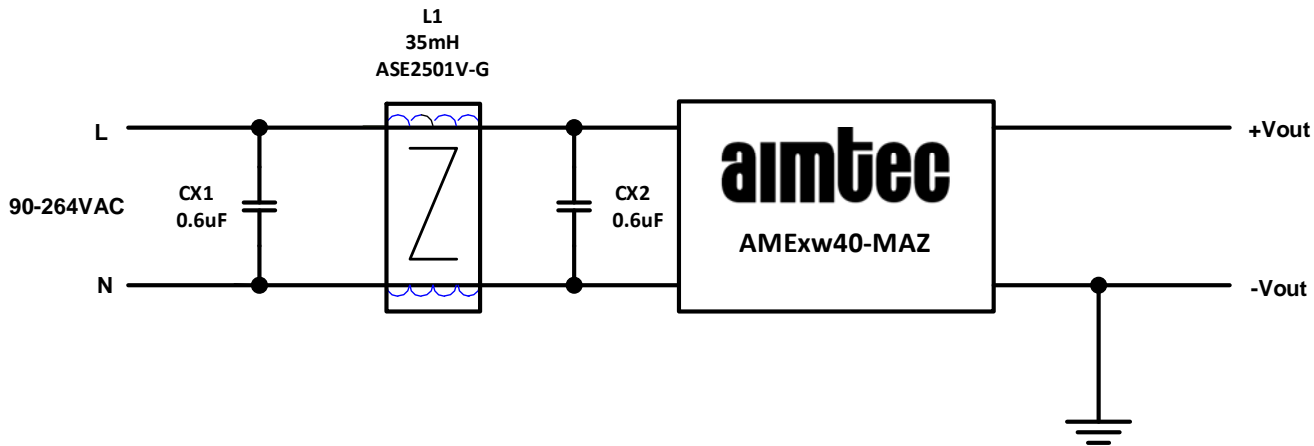 L1
35mH
ASE2501V-G
L
+Vout
aimtec
CX1
0.6uF
CX2
0.6uF
90-264VAC
AMExw40-MAZ
N
-Vout